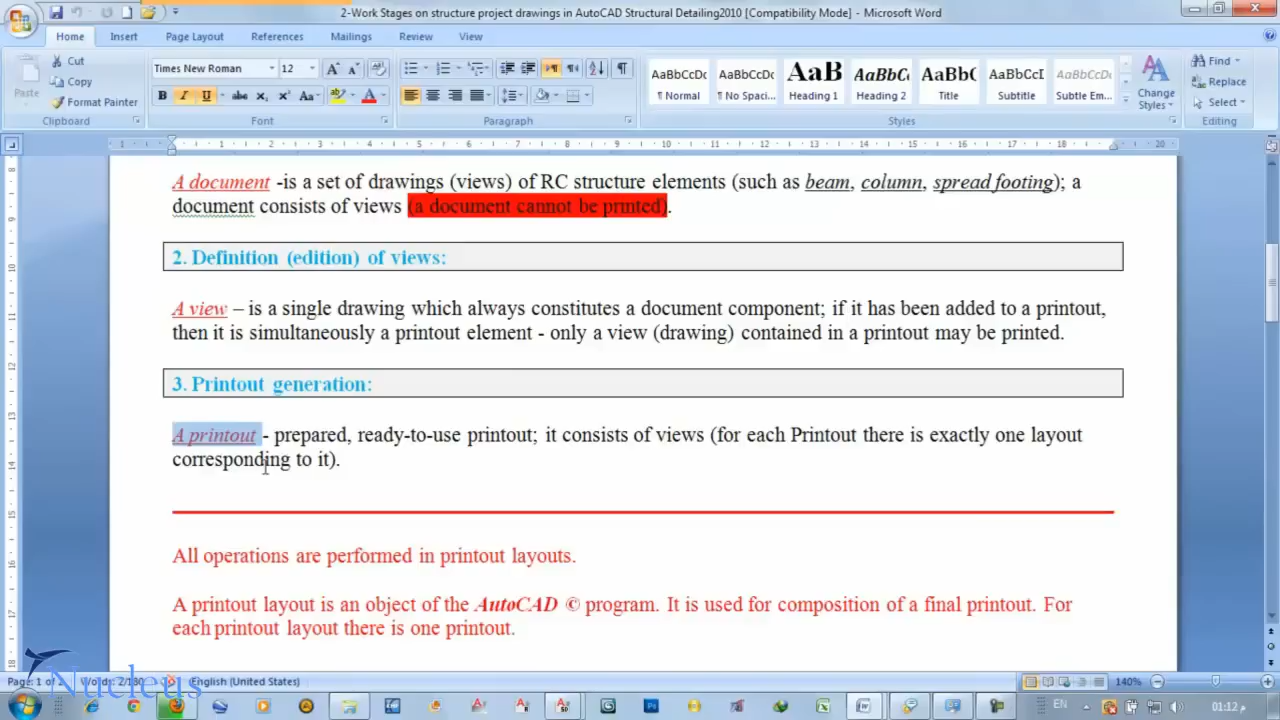 2-Work Stages on structure project drawings in AutoCAD Structural Detailing2010 [Compatibility Mode] - Microsoft Word
Home Insert Page Layout References Mailings Review View
Paste
Cut
Copy
Format Painter
Clipboard
Times New Roman 12
Font
Paragraph
AaBbCcDc AaBbCcDc AaB AaBbC AaBb( AaBbCcI AaBbCcDc
¶ Normal ¶ No Spaci... Heading 1 Heading 2 Title Subtitle Subtle Em...
Change Styles
Styles
Find
Replace
Select
Editing
A document -is a set of drawings (views) of RC structure elements (such as beam, column, spread footing); a
document consists of views (a document cannot be printed).
2. Definition (edition) of views:
A view – is a single drawing which always constitutes a document component; if it has been added to a printout,
then it is simultaneously a printout element - only a view (drawing) contained in a printout may be printed.
3. Printout generation:
A printout - prepared, ready-to-use printout; it consists of views (for each Printout there is exactly one layout
corresponding to it).
All operations are performed in printout layouts.
A printout layout is an object of the AutoCAD © program. It is used for composition of a final printout. For
each printout layout there is one printout.
Nucleus
Page: 1 of Words: 2/180 English (United States) 140%
EN 01:12 م